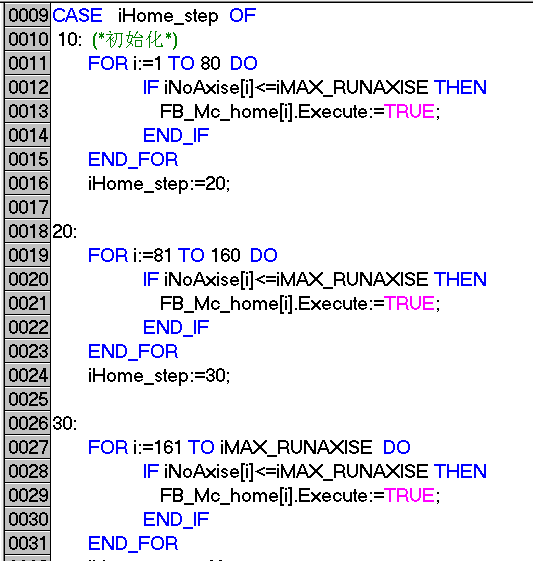 0009 CASE iHome_step OF
0010 10: (*初始化*)
0011 FOR i:=1 TO 80 DO
0012 IF iNoAxise[i]<=iMAX_RUNAXISE THEN
0013 FB_Mc_home[i].Execute:=TRUE;
0014 END_IF
0015 END_FOR
0016 iHome_step:=20;
0017
0018 20:
0019 FOR i:=81 TO 160 DO
0020 IF iNoAxise[i]<=iMAX_RUNAXISE THEN
0021 FB_Mc_home[i].Execute:=TRUE;
0022 END_IF
0023 END_FOR
0024 iHome_step:=30;
0025
0026 30:
0027 FOR i:=161 TO iMAX_RUNAXISE DO
0028 IF iNoAxise[i]<=iMAX_RUNAXISE THEN
0029 FB_Mc_home[i].Execute:=TRUE;
0030 END_IF
0031 END_FOR